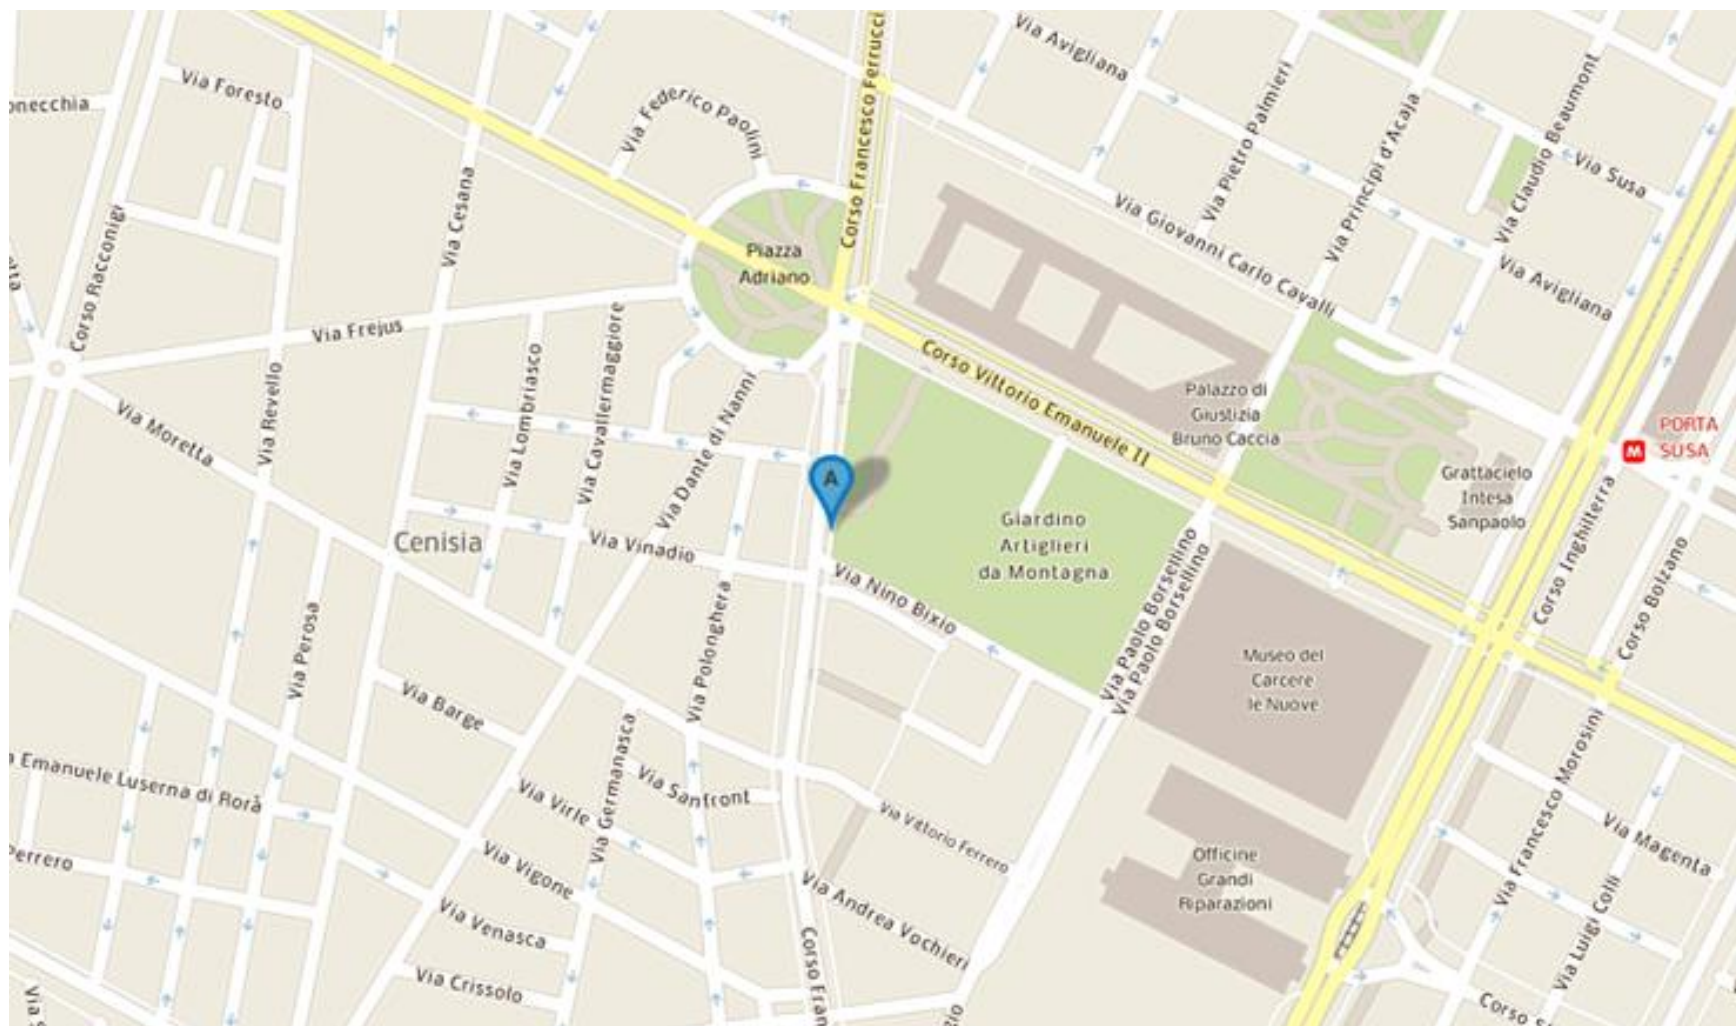 Corso Francesco Ferrucci
Via Avigliana
Via Foresto
onecchia
Via Federico Paolini
Via Pietro Palmieri
Via Principi d'Acaja
Via Claudio Beaumont
Via Susa
Via Cesana
Corso Racconigi
Via Giovanni Carlo Cavalli
Via Avigliana
Piazza
Adriano
Via Frejus
Via Revello
Via Lombriasco
Via Cavallermaggiore
Via Dante di Nanni
Corso Vittorio Emanuele II
Palazzo di
Giustizia
Bruno Caccia
PORTA
SUSA
M
Via Moretta
A
Grattacielo
Intesa
Sanpaolo
Cenisia
Via Vinadio
Giardino
Artiglieri
da Montagna
Via Nino Bixio
Via Paolo Borsellino
Via Paolo Borsellino
Corso Inghilterra
Corso Bolzano
Via Perosa
Via Polonghera
Museo del
Carcere
le Nuove
Via Barge
Via Germanasca
Via Sanfront
a Emanuele Luserna di Rorà
Via Virle
Via Vittorio Ferrero
Via Francesco Morosini
Via Magenta
Perrero
Via Vigone
Via Andrea Vochieri
Officine
Grandi
Riparazioni
Via Venasca
Via Luigi Colli
Via Crissolo
Corso Fran
Corso S